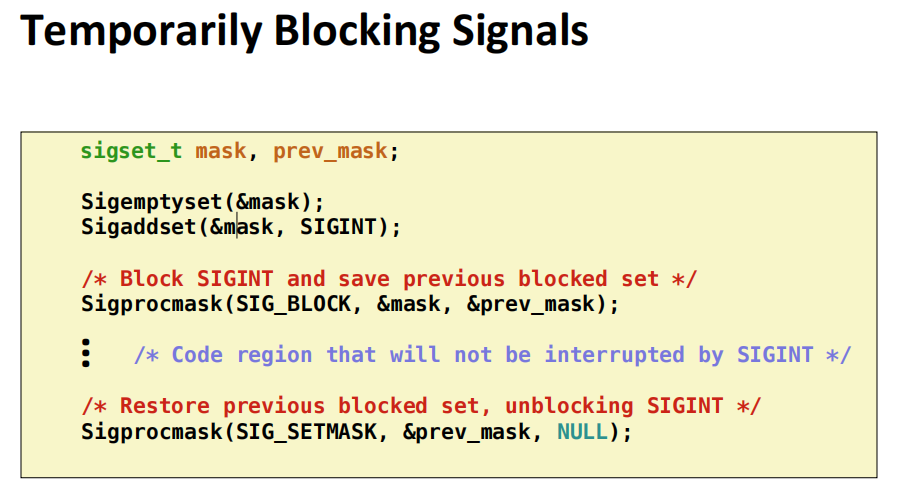 Temporarily Blocking Signals
sigset_t mask, prev_mask;
Sigemptyset(&mask);
Sigaddset(&mask, SIGINT);
/* Block SIGINT and save previous blocked set */
Sigprocmask(SIG_BLOCK, &mask, &prev_mask);
/* Code region that will not be interrupted by SIGINT */
/* Restore previous blocked set, unblocking SIGINT */
Sigprocmask(SIG_SETMASK, &prev_mask, NULL);